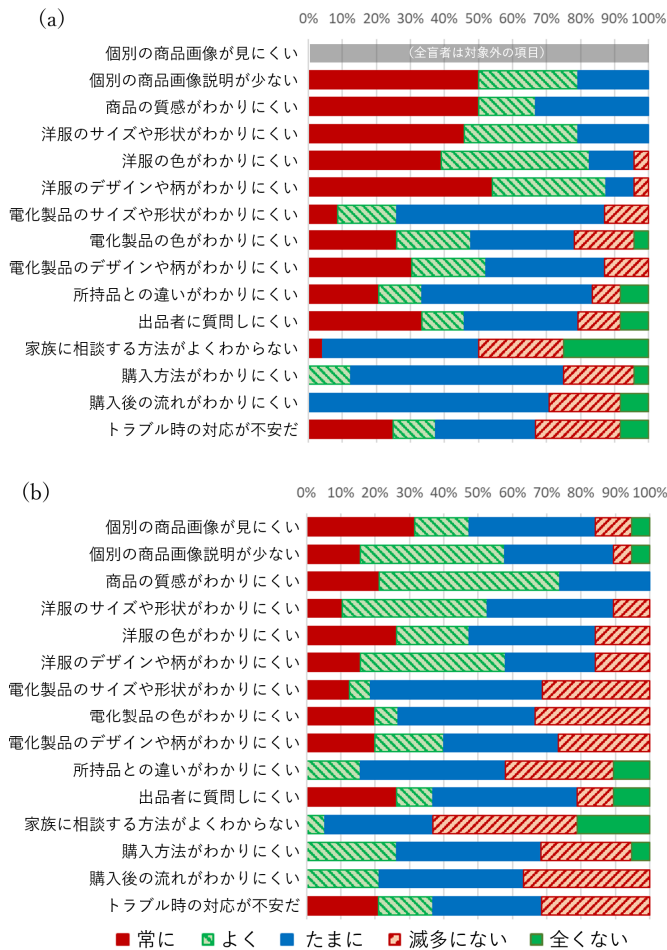 (a)
0% 10% 20% 30% 40% 50% 60% 70% 80% 90% 100%
個別の商品画像が見にくい
(全盲者は対象外の項目)
個別の商品画像説明が少ない
商品の質感がわかりにくい
洋服のサイズや形状がわかりにくい
洋服の色がわかりにくい
洋服のデザインや柄がわかりにくい
電化製品のサイズや形状がわかりにくい
電化製品の色がわかりにくい
電化製品のデザインや柄がわかりにくい
所持品との違いがわかりにくい
出品者に質問しにくい
家族に相談する方法がよくわからない
購入方法がわかりにくい
購入後の流れがわかりにくい
トラブル時の対応が不安だ
(b)
0% 10% 20% 30% 40% 50% 60% 70% 80% 90% 100%
個別の商品画像が見にくい
個別の商品画像説明が少ない
商品の質感がわかりにくい
洋服のサイズや形状がわかりにくい
洋服の色がわかりにくい
洋服のデザインや柄がわかりにくい
電化製品のサイズや形状がわかりにくい
電化製品の色がわかりにくい
電化製品のデザインや柄がわかりにくい
所持品との違いがわかりにくい
出品者に質問しにくい
家族に相談する方法がよくわからない
購入方法がわかりにくい
購入後の流れがわかりにくい
トラブル時の対応が不安だ
常に よく たまに 滅多にない 全くない